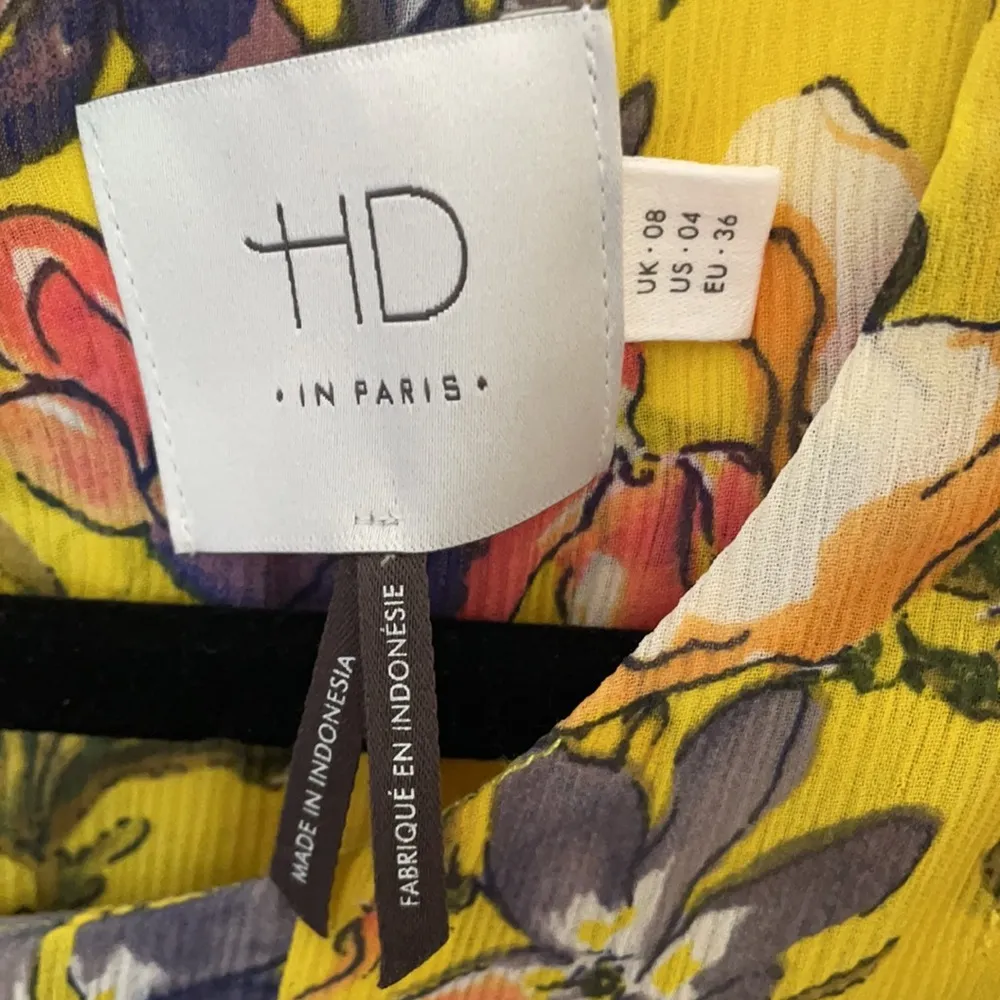 HD
• IN PARIS •
UK • 08
US • 04
EU • 36
MADE IN INDONESIA
FABRIQUÉ EN INDONÉSIE